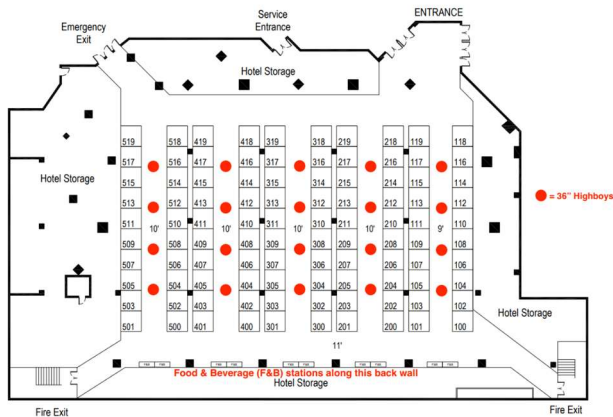 Emergency
Exit
Service
Entrance
ENTRANCE
Hotel Storage
519 518 419 418 319 318 219 218 119 118
517 516 417 416 317 316 217 216 117 116
Hotel Storage
515 514 415 414 315 314 215 214 115 114
= 36" Highboys
513 512 413 412 313 312 213 212 113 112
511 10' 510 411 10' 410 311 10' 310 211 10' 210 111 9' 110
509 508 409 408 309 308 209 208 109 108
507 506 407 406 307 306 207 206 107 106
505 504 405 404 305 304 205 204 105 104
503 502 403 402 303 302 203 202 103 102
Hotel Storage
501 500 401 400 301 300 201 200 101 100
11'
Food & Beverage (F&B) stations along this back wall
Hotel Storage
Fire Exit
Fire Exit